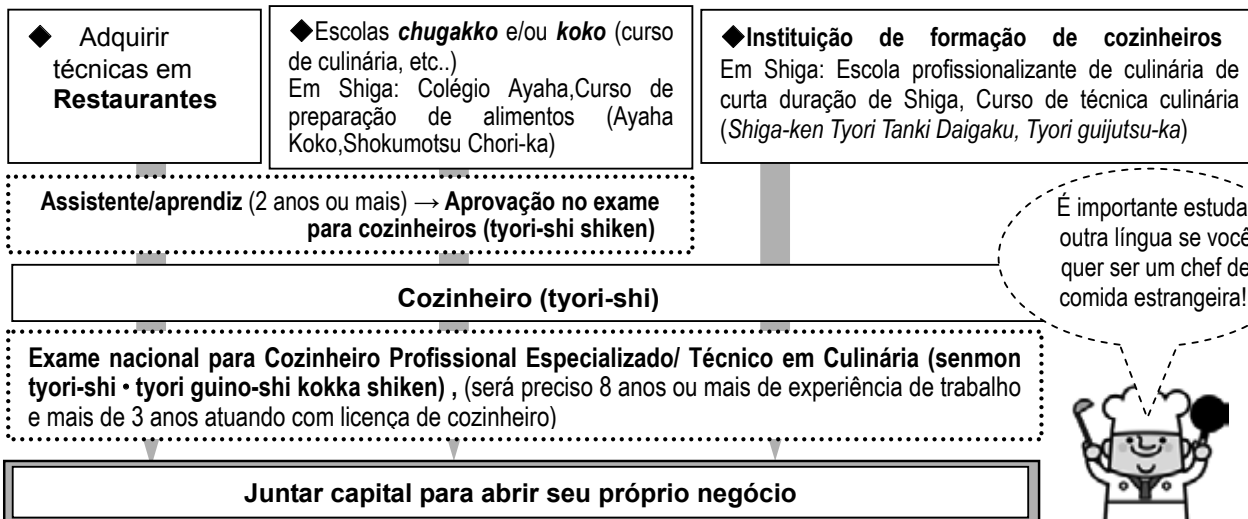 ◆ Adquirir
técnicas em
Restaurantes
◆Escolas chugakko e/ou koko (curso
de culinária, etc..)
Em Shiga: Colégio Ayaha,Curso de
preparação de alimentos (Ayaha
Koko,Shokumotsu Chori-ka)
◆Instituição de formação de cozinheiros
Em Shiga: Escola profissionalizante de culinária de
curta duração de Shiga, Curso de técnica culinária
(Shiga-ken Tyori Tanki Daigaku, Tyori guijutsu-ka)
Assistente/aprendiz (2 anos ou mais) → Aprovação no exame
para cozinheiros (tyori-shi shiken)
É importante estuda
outra língua se você
quer ser um chef de
comida estrangeira!
Cozinheiro (tyori-shi)
Exame nacional para Cozinheiro Profissional Especializado/ Técnico em Culinária (senmon
tyori-shi・tyori guino-shi kokka shiken) , (será preciso 8 anos ou mais de experiência de trabalho
e mais de 3 anos atuando com licença de cozinheiro)
Juntar capital para abrir seu próprio negócio